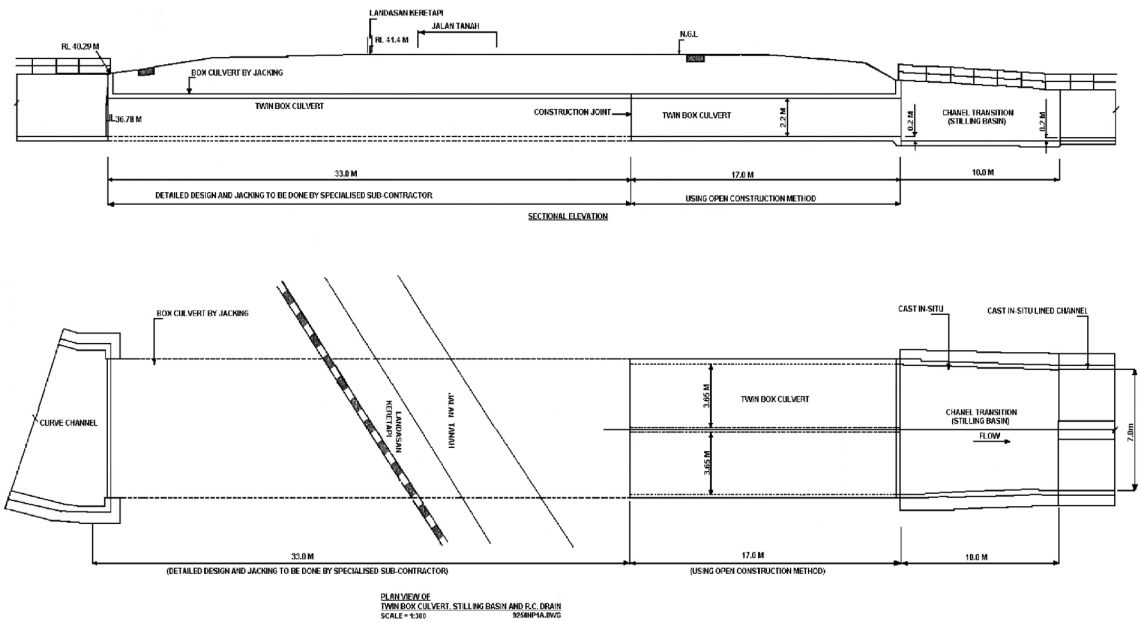 LANDASAN KERETAPI
JALAN TANAH
RL 40.29 M
RL 41.4 M
N.G.L
BOX CULVERT BY JACKING
TWIN BOX CULVERT
CONSTRUCTION JOINT
TWIN BOX CULVERT
2.2 M
0.2 M
CHANEL TRANSITION
(STILLING BASIN)
0.2 M
36.78 M
33.0 M
17.0 M
10.0 M
DETAILED DESIGN AND JACKING TO BE DONE BY SPECIALISED SUB-CONTRACTOR
USING OPEN CONSTRUCTION METHOD
SECTIONAL ELEVATION
BOX CULVERT BY JACKING
CAST IN-SITU
CAST IN-SITU LINED CHANNEL
CURVE CHANNEL
LANDASAN
KERETAPI
JALAN TANAH
3.65 M
TWIN BOX CULVERT
3.65 M
CHANEL TRANSITION
(STILLING BASIN)
FLOW
7.0m
33.0 M
17.0 M
10.0 M
(DETAILED DESIGN AND JACKING TO BE DONE BY SPECIALISED SUB-CONTRACTOR)
(USING OPEN CONSTRUCTION METHOD)
PLAN VIEW OF
TWIN BOX CULVERT, STILLING BASIN AND R.C. DRAIN
SCALE = 1:300